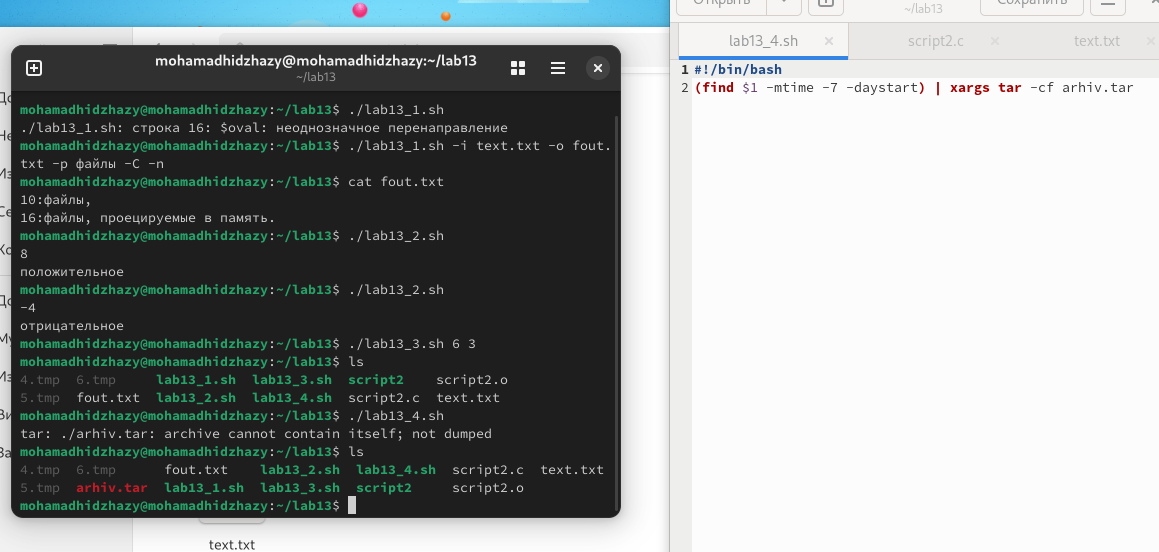 mohamadhidzhazy@mohamadhidzhazy:~/lab13
~/lab13
mohamadhidzhazy@mohamadhidzhazy:~/lab13$ ./lab13_1.sh
./lab13_1.sh: строка 16: $oval: неоднозначное перенаправление
mohamadhidzhazy@mohamadhidzhazy:~/lab13$ ./lab13_1.sh -i text.txt -o fout.
txt -p файлы -C -n
mohamadhidzhazy@mohamadhidzhazy:~/lab13$ cat fout.txt
10:файлы,
16:файлы, проецируемые в память.
mohamadhidzhazy@mohamadhidzhazy:~/lab13$ ./lab13_2.sh
8
положительное
mohamadhidzhazy@mohamadhidzhazy:~/lab13$ ./lab13_2.sh
-4
отрицательное
mohamadhidzhazy@mohamadhidzhazy:~/lab13$ ./lab13_3.sh 6 3
mohamadhidzhazy@mohamadhidzhazy:~/lab13$ ls
4.tmp 6.tmp lab13_1.sh lab13_3.sh script2 script2.o
5.tmp fout.txt lab13_2.sh lab13_4.sh script2.c text.txt
mohamadhidzhazy@mohamadhidzhazy:~/lab13$ ./lab13_4.sh
tar: ./arhiv.tar: archive cannot contain itself; not dumped
mohamadhidzhazy@mohamadhidzhazy:~/lab13$ ls
4.tmp 6.tmp fout.txt lab13_2.sh lab13_4.sh script2.c text.txt
5.tmp arhiv.tar lab13_1.sh lab13_3.sh script2 script2.o
mohamadhidzhazy@mohamadhidzhazy:~/lab13$
text.txt
Открыть
~/lab13
Сохранить
lab13_4.sh script2.c text.txt
1 #!/bin/bash
2 (find $1 -mtime -7 -daystart) | xargs tar -cf arhiv.tar